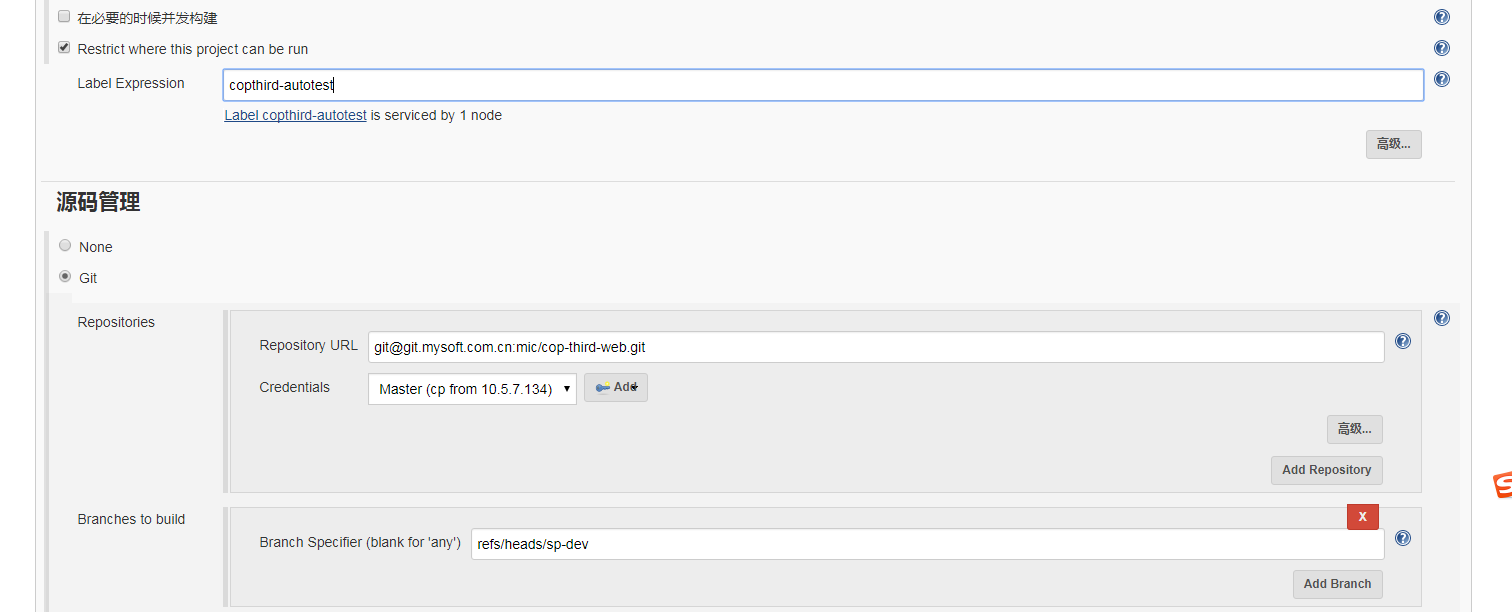 在必要的时候并发构建
Restrict where this project can be run
Label Expression
copthird-autotest
Label copthird-autotest is serviced by 1 node
高级...
源码管理
None
Git
Repositories
Repository URL
git@git.mysoft.com.cn:mic/cop-third-web.git
Credentials
Master (cp from 10.5.7.134)
Add
高级...
Add Repository
Branches to build
X
Branch Specifier (blank for 'any')
refs/heads/sp-dev
Add Branch